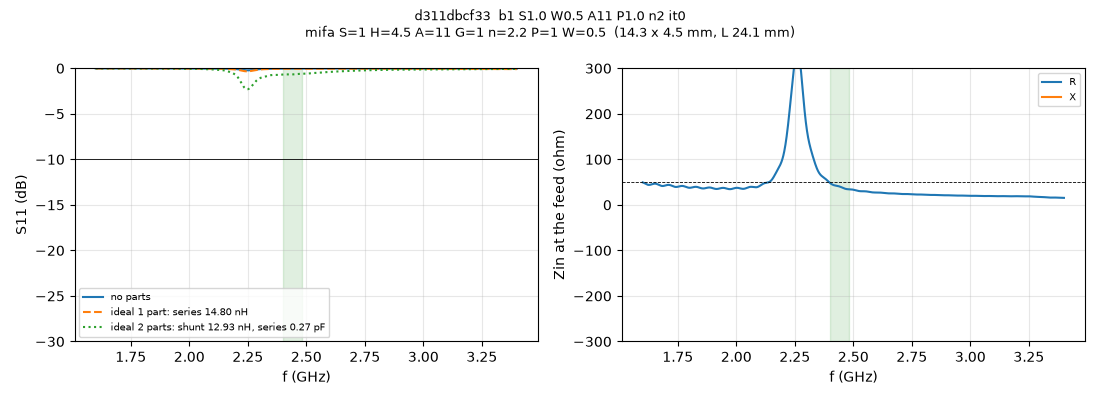 d311dbcf33 b1 S1.0 W0.5 A11 P1.0 n2 it0
mifa S=1 H=4.5 A=11 G=1 n=2.2 P=1 W=0.5 (14.3 x 4.5 mm, L 24.1 mm)
S11 (dB)
0
−5
−10
−15
−20
−25
−30
no parts
ideal 1 part: series 14.80 nH
ideal 2 parts: shunt 12.93 nH, series 0.27 pF
1.75 2.00 2.25 2.50 2.75 3.00 3.25
f (GHz)
Zin at the feed (ohm)
300
200
100
0
−100
−200
−300
R
X
1.75 2.00 2.25 2.50 2.75 3.00 3.25
f (GHz)